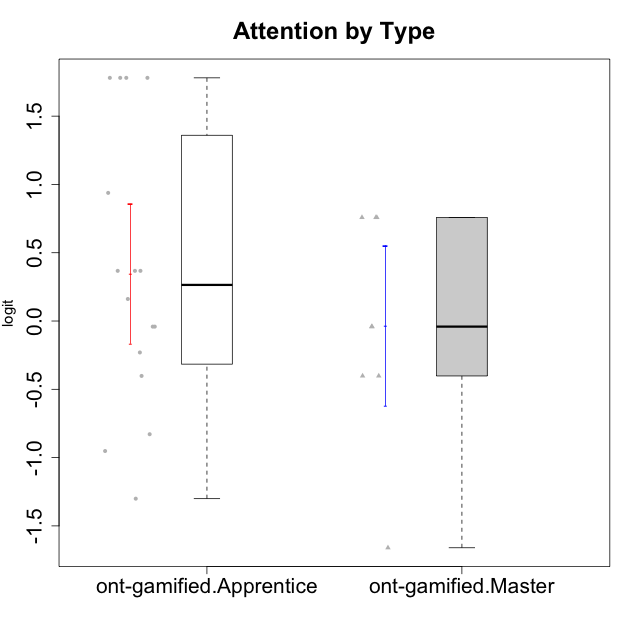 Attention by Type
logit
1.5
1.0
0.5
0.0
-0.5
-1.0
-1.5
ont-gamified.Apprentice
ont-gamified.Master